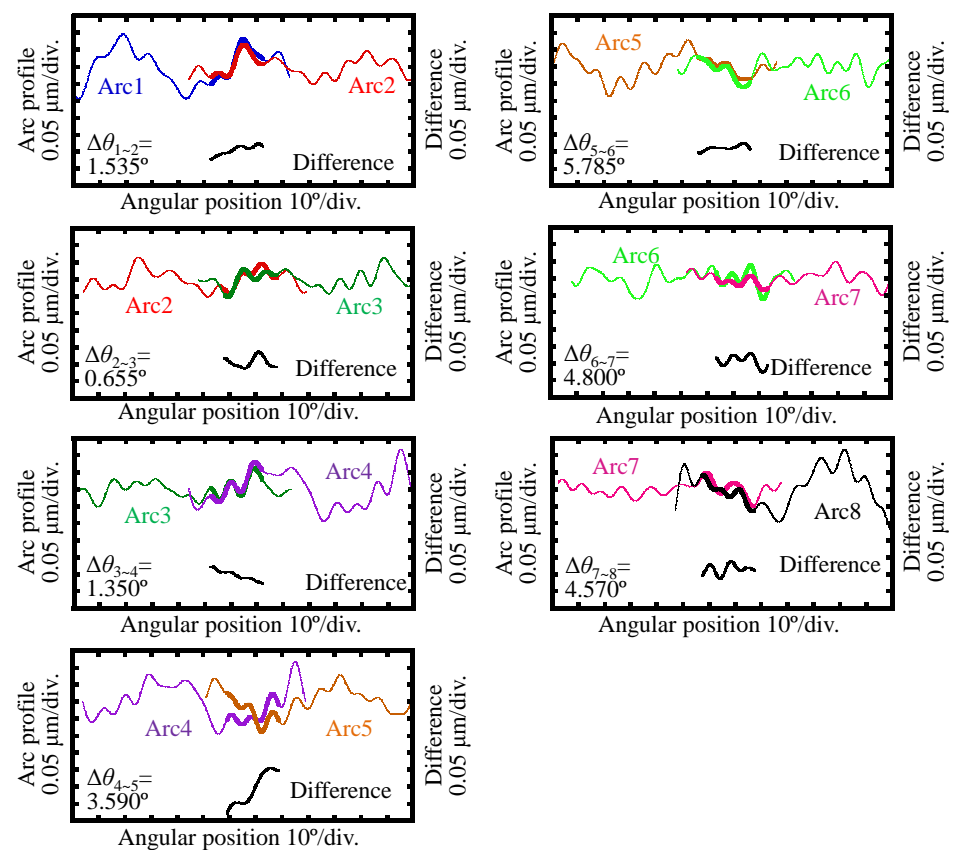 Arc profile
0.05 μm/div.
Arc1
Arc2
Δθ1~2=
1.535º
Difference
Difference
0.05 μm/div.
Angular position 10º/div.
Arc profile
0.05 μm/div.
Arc5
Arc6
Δθ5~6=
5.785º
Difference
Difference
0.05 μm/div.
Angular position 10º/div.
Arc profile
0.05 μm/div.
Arc2
Arc3
Δθ2~3=
0.655º
Difference
Difference
0.05 μm/div.
Angular position 10º/div.
Arc profile
0.05 μm/div.
Arc6
Arc7
Δθ6~7=
4.800º
Difference
Difference
0.05 μm/div.
Angular position 10º/div.
Arc profile
0.05 μm/div.
Arc4
Arc3
Δθ3~4=
1.350º
Difference
Difference
0.05 μm/div.
Angular position 10º/div.
Arc profile
0.05 μm/div.
Arc7
Arc8
Δθ7~8=
4.570º
Difference
Difference
0.05 μm/div.
Angular position 10º/div.
Arc profile
0.05 μm/div.
Arc4
Arc5
Δθ4~5=
3.590º
Difference
Difference
0.05 μm/div.
Angular position 10º/div.